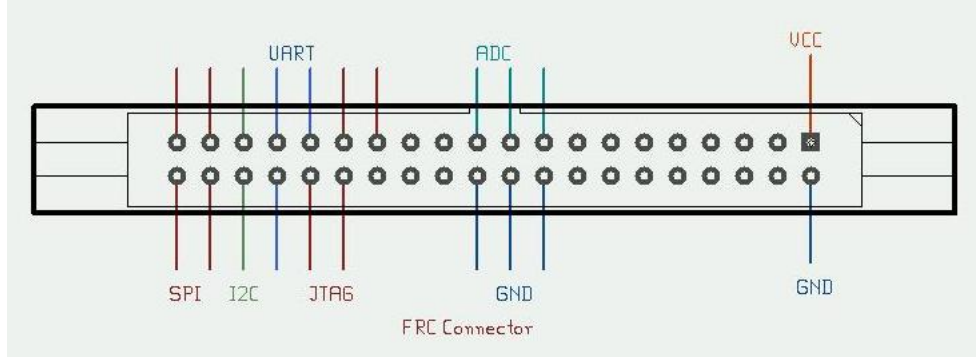 UART ADC VCC
SPI I2C JTAG GND GND
FRC Connector